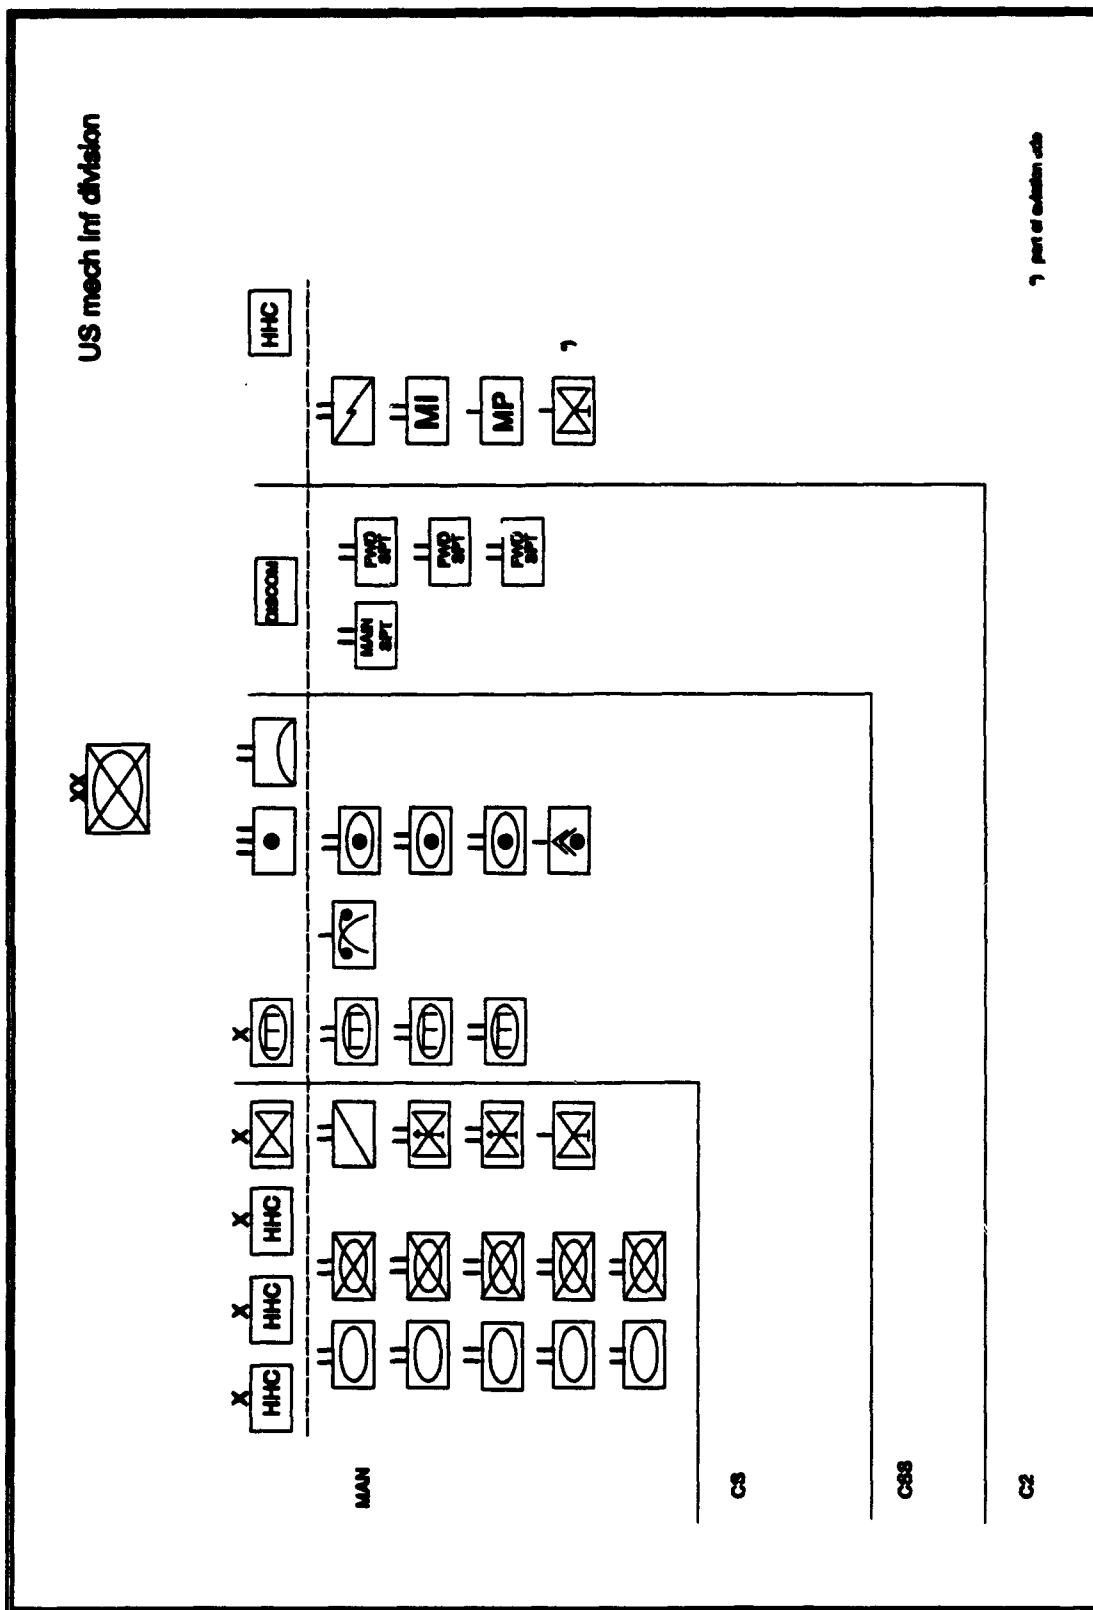 US mech inf division
XX
X
HHC
X
HHC
X
HHC
X
X
DISCOM
HHC
MAN
MAIN
SPT
FWD
SPT
FWD
SPT
FWD
SPT
MI
MP
*)
CS
CSS
C2
*) part of aviation bde